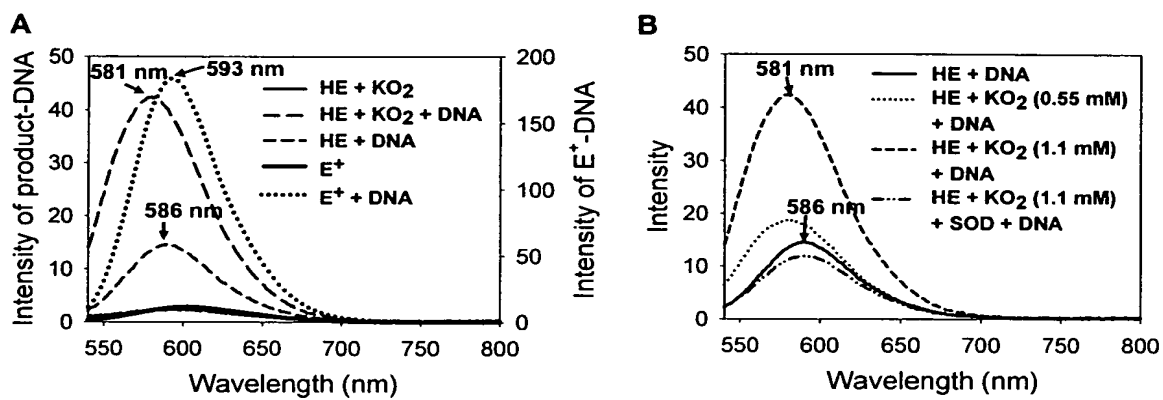 A
Intensity of product-DNA
50
40
30
20
10
0
581 nm
593 nm
586 nm
HE + KO₂
HE + KO₂ + DNA
HE + DNA
E⁺
E⁺ + DNA
200
150
100
50
0
Intensity of E⁺-DNA
550 600 650 700 750 800
Wavelength (nm)
B
Intensity
50
40
30
20
10
0
581 nm
586 nm
HE + DNA
HE + KO₂ (0.55 mM)
+ DNA
HE + KO₂ (1.1 mM)
+ DNA
HE + KO₂ (1.1 mM)
+ SOD + DNA
550 600 650 700 750 800
Wavelength (nm)